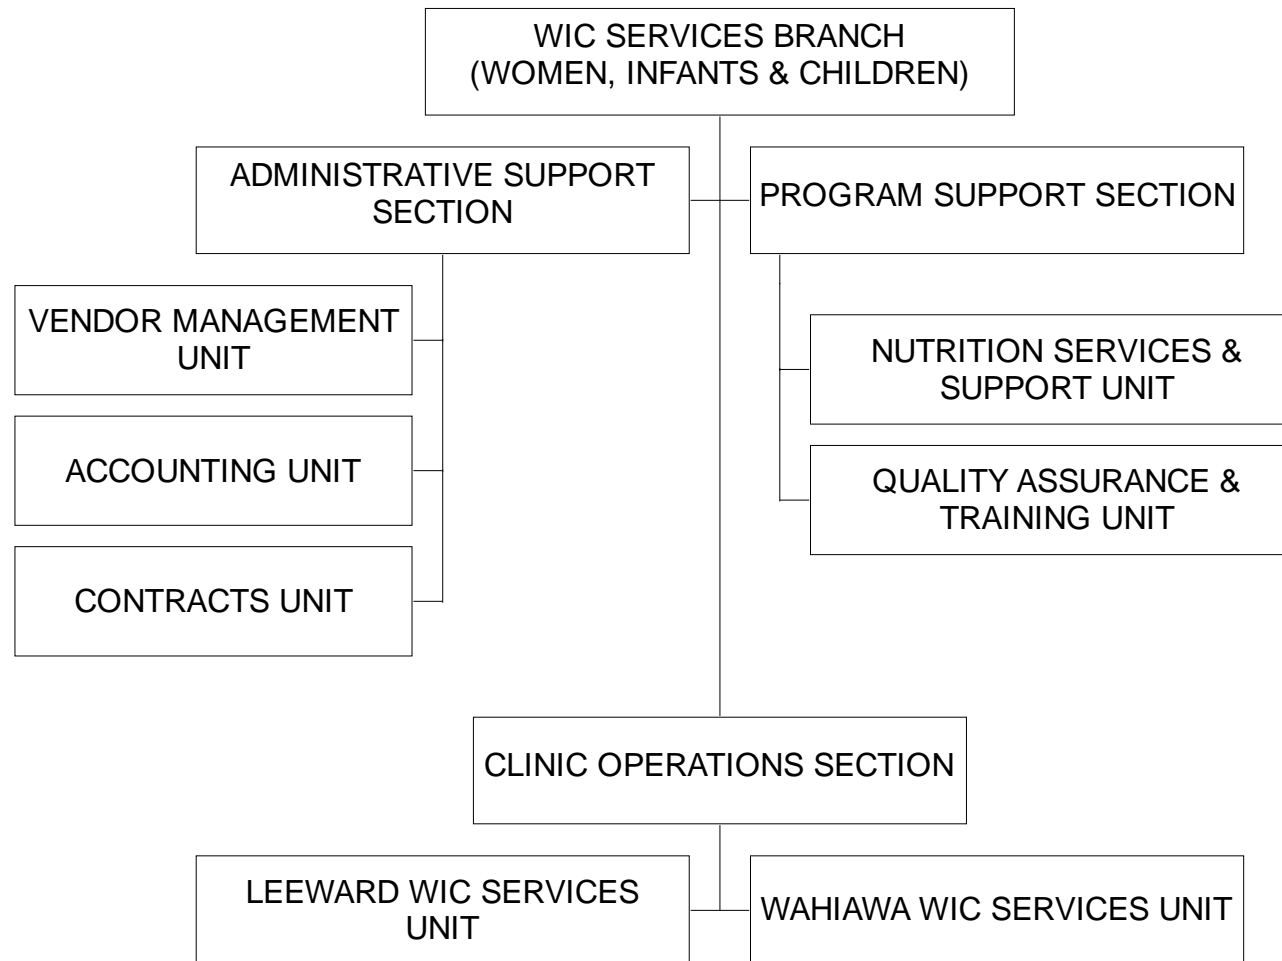 WIC SERVICES BRANCH
(WOMEN, INFANTS & CHILDREN)
ADMINISTRATIVE SUPPORT
SECTION
PROGRAM SUPPORT SECTION
VENDOR MANAGEMENT
UNIT
ACCOUNTING UNIT
CONTRACTS UNIT
NUTRITION SERVICES &
SUPPORT UNIT
QUALITY ASSURANCE &
TRAINING UNIT
CLINIC OPERATIONS SECTION
LEEWARD WIC SERVICES
UNIT
WAHIAWA WIC SERVICES UNIT